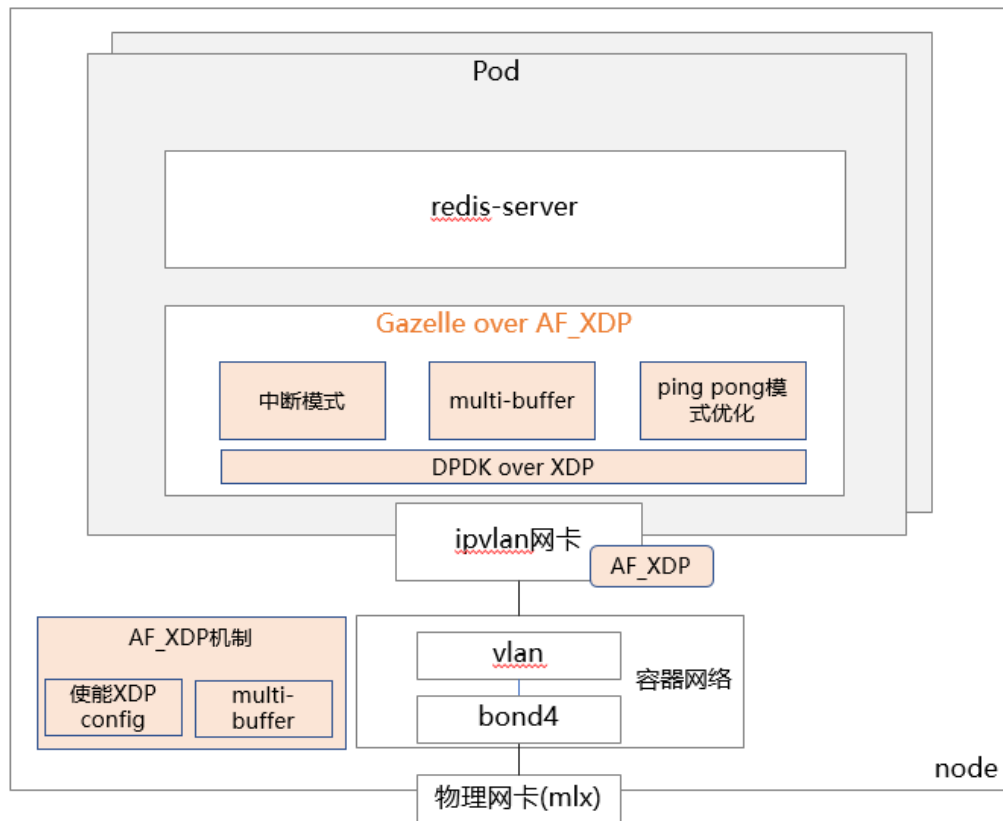 Pod
redis-server
Gazelle over AF_XDP
中断模式
multi-buffer
ping pong模
式优化
DPDK over XDP
ipvlan网卡
AF_XDP
AF_XDP机制
使能XDP
config
multi-
buffer
vlan
bond4
容器网络
node
物理网卡(mlx)